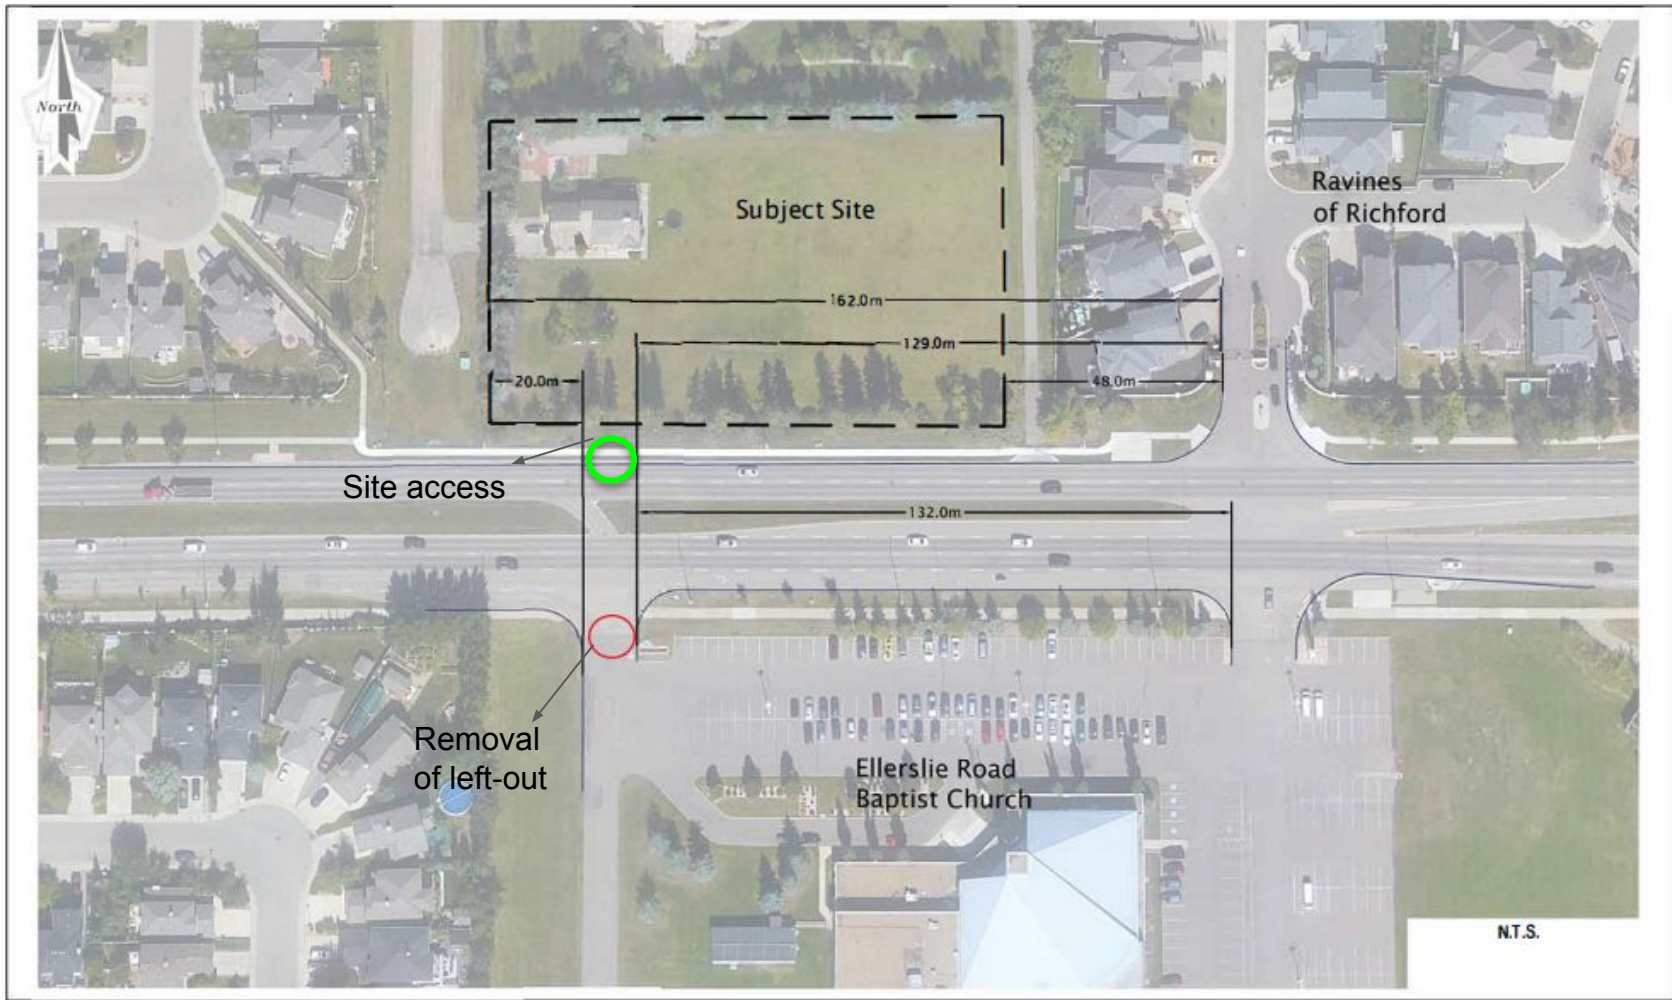 North
Subject Site
Ravines
of Richford
162.0m
129.0m
20.0m
48.0m
Site access
132.0m
Removal
of left-out
Ellerslie Road
Baptist Church
N.T.S.